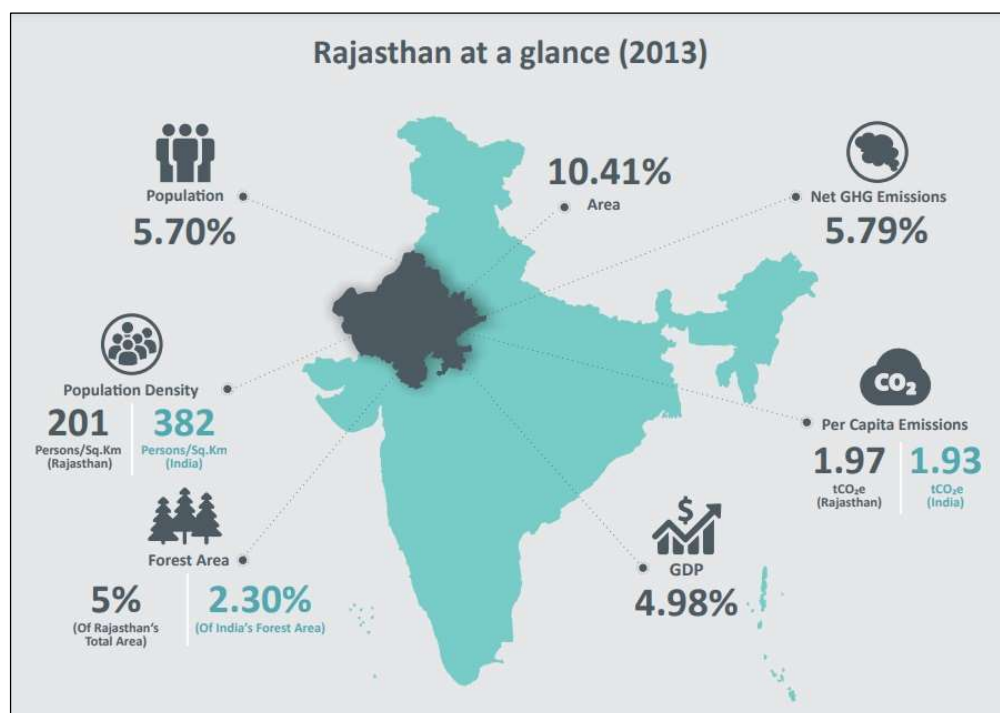 Rajasthan at a glance (2013)
Population
5.70%
10.41%
Area
Net GHG Emissions
5.79%
Population Density
201
Persons/Sq.Km
(Rajasthan)
382
Persons/Sq.Km
(India)
CO₂
Per Capita Emissions
1.97
tCO₂e
(Rajasthan)
1.93
tCO₂e
(India)
Forest Area
5%
(Of Rajasthan's
Total Area)
2.30%
(Of India's Forest Area)
$
GDP
4.98%